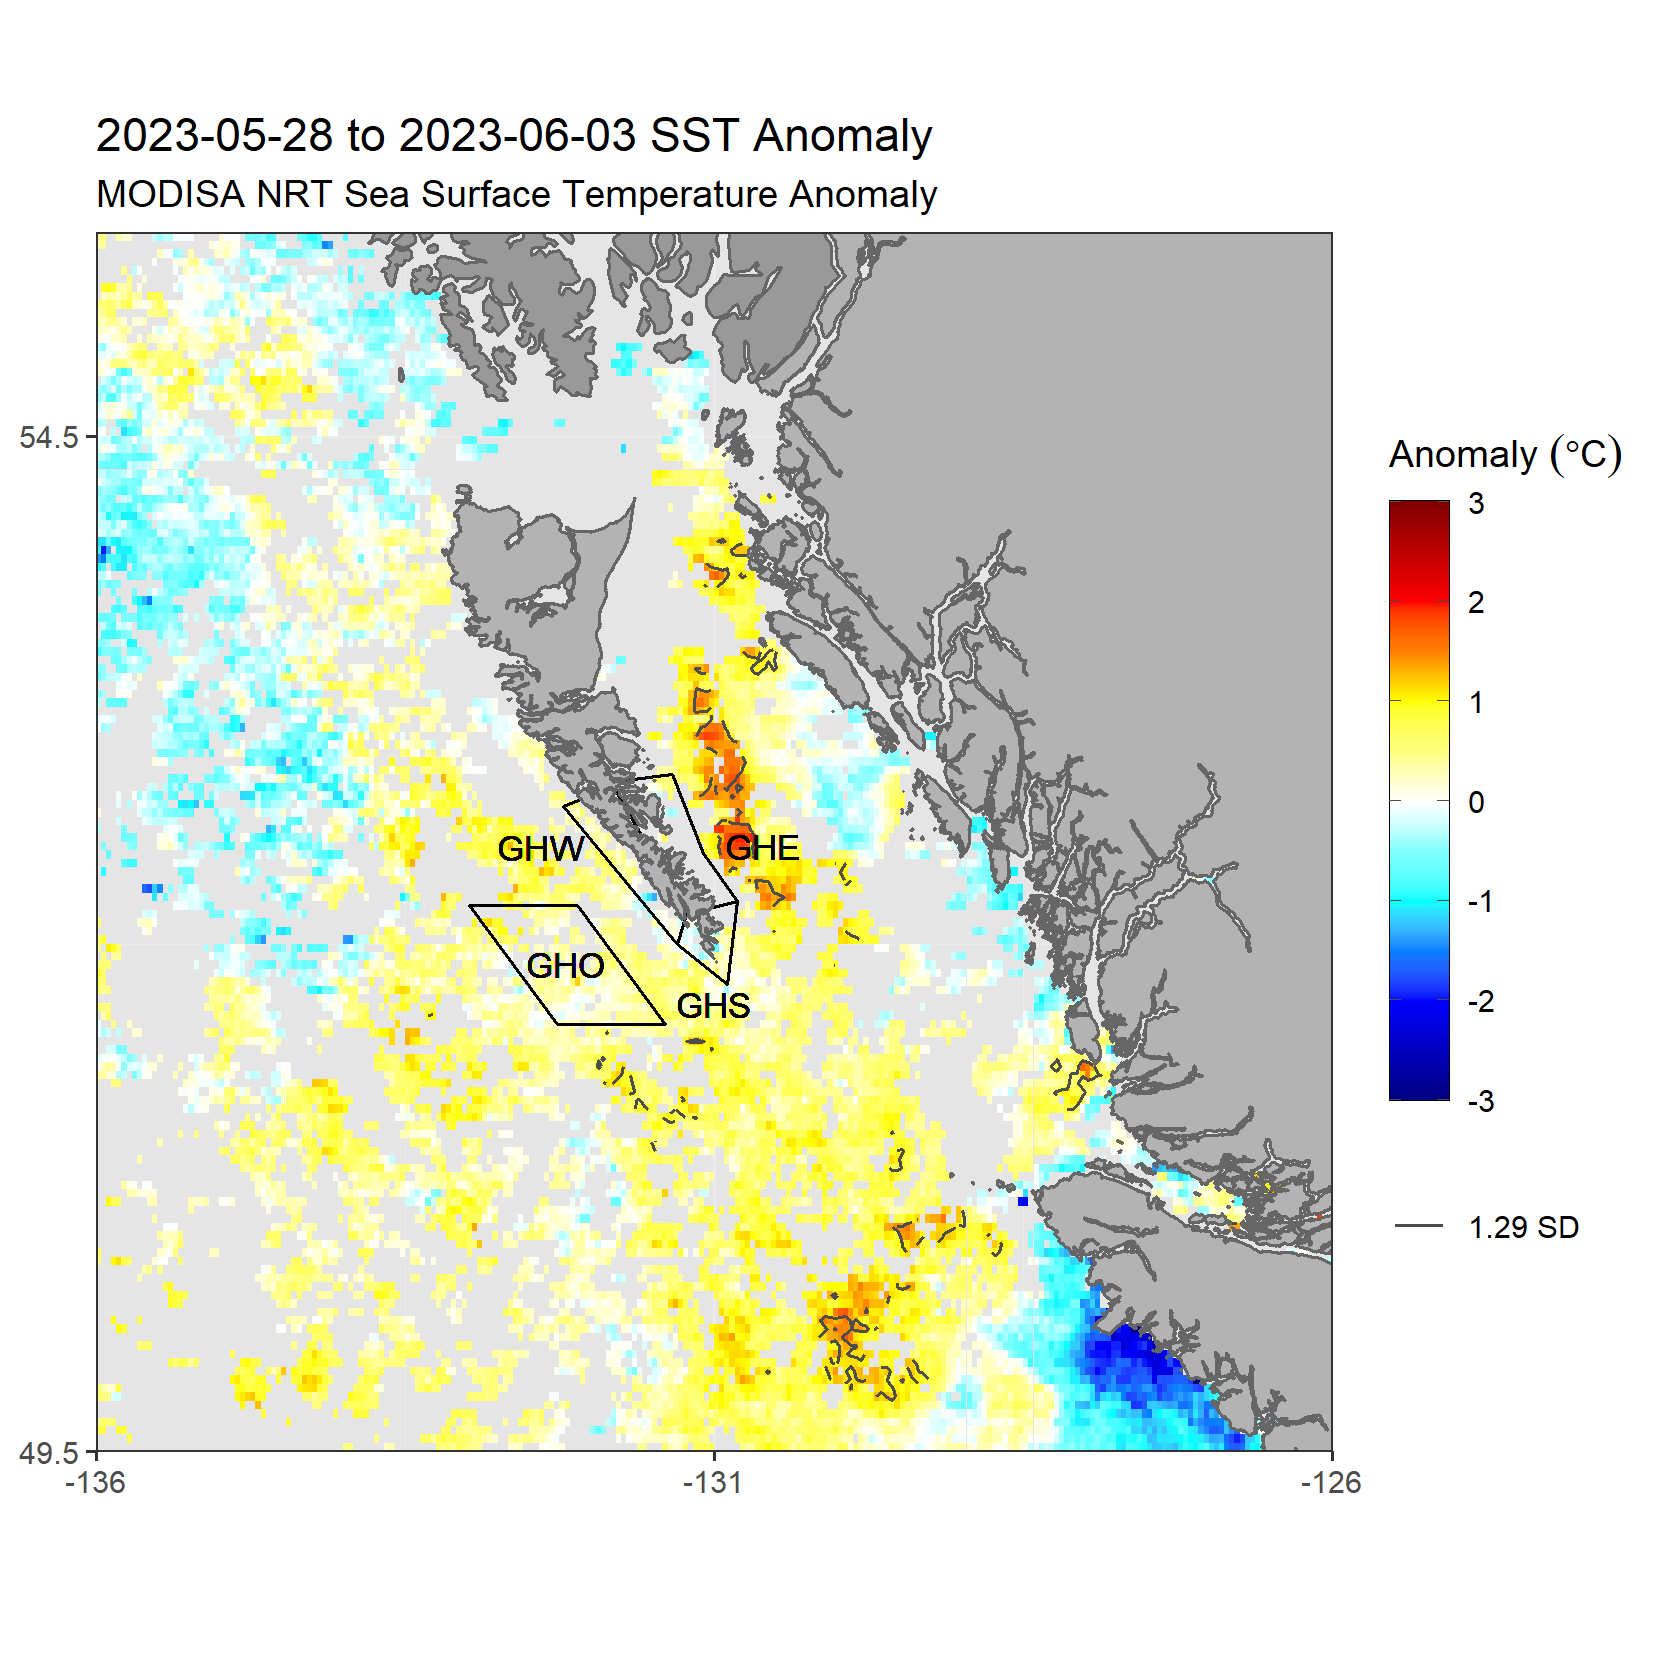 2023-05-28 to 2023-06-03 SST Anomaly
MODISA NRT Sea Surface Temperature Anomaly
54.5
49.5
-136
-131
-126
GHW
GHE
GHO
GHS
Anomaly (°C)
3
2
1
0
-1
-2
-3
1.29 SD